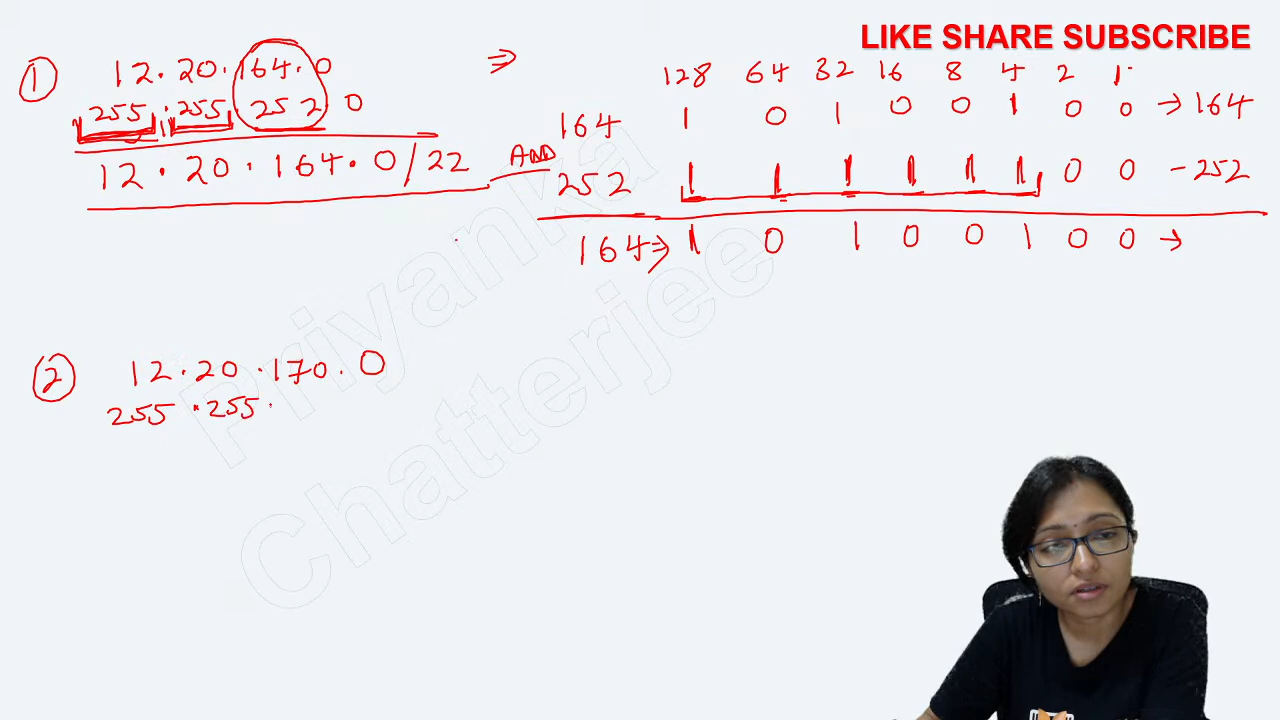 LIKE SHARE SUBSCRIBE
① 12.20.164.0 ⇒
255.255.252 0
12.20.164.0/22
128 64 32 16 8 4 2 1
164 1 0 1 0 0 1 0 0 → 164
AND
252 1 1 1 1 1 1 0 0 - 252
164 ⇒ 1 0 1 0 0 1 0 0 →
② 12.20.170.0
255.255.
Priyanka
Chatterjee